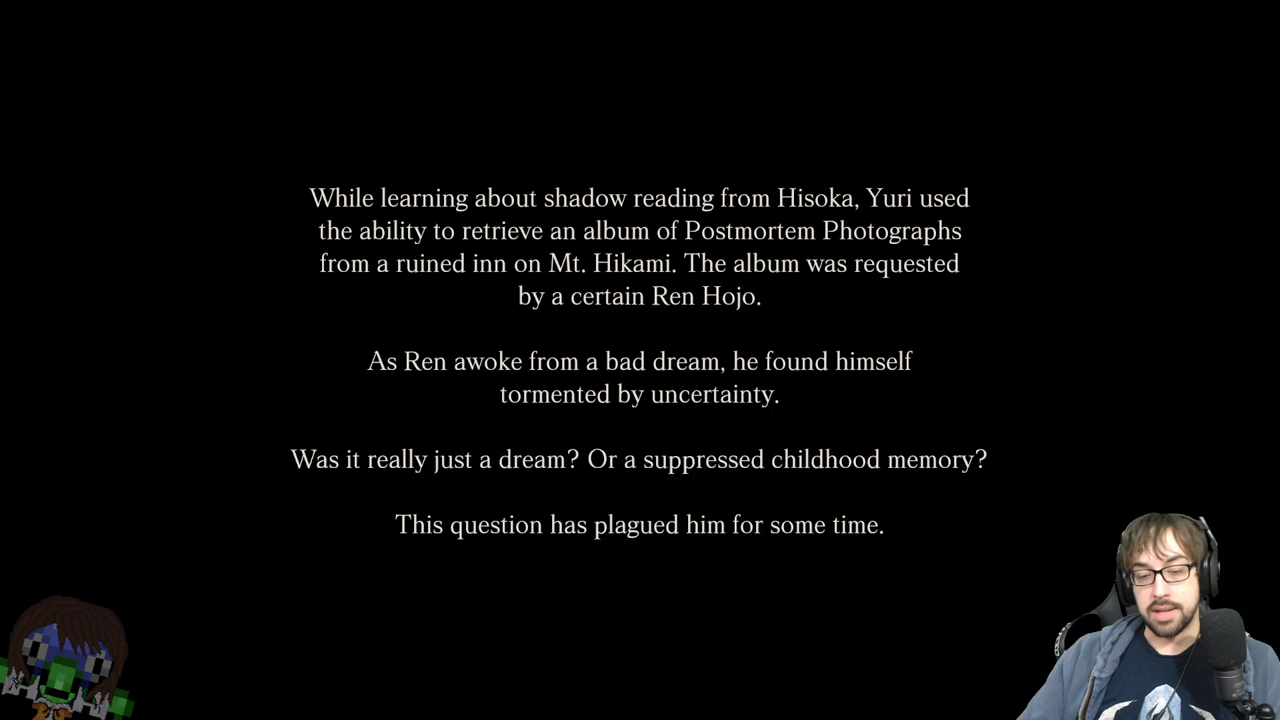 While learning about shadow reading from Hisoka, Yuri used
the ability to retrieve an album of Postmortem Photographs
from a ruined inn on Mt. Hikami. The album was requested
by a certain Ren Hojo.
As Ren awoke from a bad dream, he found himself
tormented by uncertainty.
Was it really just a dream? Or a suppressed childhood memory?
This question has plagued him for some time.